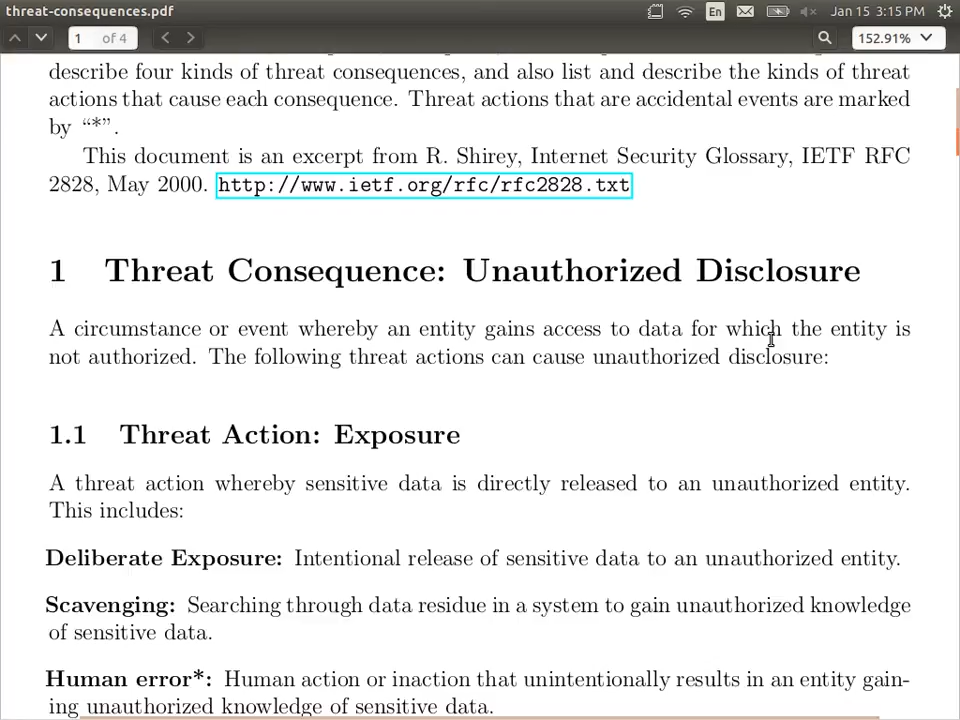 threat-consequences.pdf
En
Jan 15 3:15 PM
1 of 4
152.91%
describe four kinds of threat consequences, and also list and describe the kinds of threat
actions that cause each consequence. Threat actions that are accidental events are marked
by “*”.
This document is an excerpt from R. Shirey, Internet Security Glossary, IETF RFC
2828, May 2000. http://www.ietf.org/rfc/rfc2828.txt
1 Threat Consequence: Unauthorized Disclosure
A circumstance or event whereby an entity gains access to data for which the entity is
not authorized. The following threat actions can cause unauthorized disclosure:
1.1 Threat Action: Exposure
A threat action whereby sensitive data is directly released to an unauthorized entity.
This includes:
Deliberate Exposure: Intentional release of sensitive data to an unauthorized entity.
Scavenging: Searching through data residue in a system to gain unauthorized knowledge
of sensitive data.
Human error*: Human action or inaction that unintentionally results in an entity gain-
ing unauthorized knowledge of sensitive data.